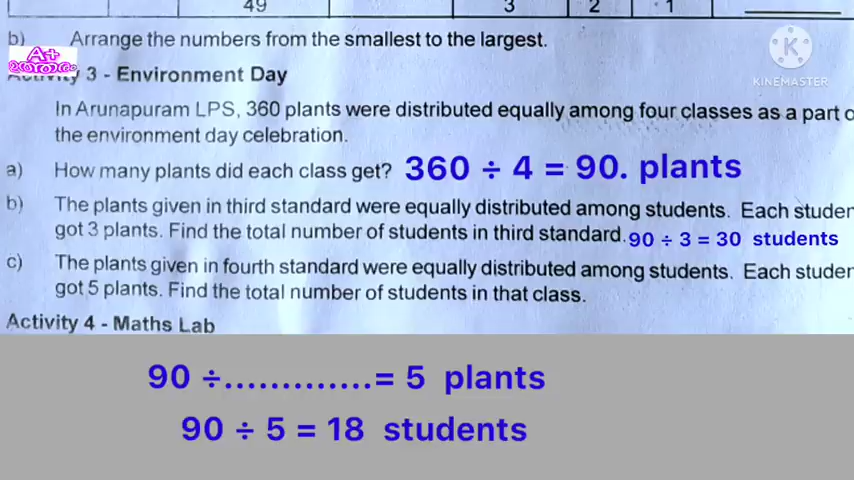 49 3 2 1
b) Arrange the numbers from the smallest to the largest.
A+
KINEMASTER
3 - Environment Day
In Arunapuram LPS, 360 plants were distributed equally among four classes as a part o
the environment day celebration.
a) How many plants did each class get? 360 ÷ 4 = 90. plants
b) The plants given in third standard were equally distributed among students. Each studen
got 3 plants. Find the total number of students in third standard. 90 ÷ 3 = 30 students
c) The plants given in fourth standard were equally distributed among students. Each studen
got 5 plants. Find the total number of students in that class.
Activity 4 - Maths Lab
90 ÷.............= 5 plants
90 ÷ 5 = 18 students